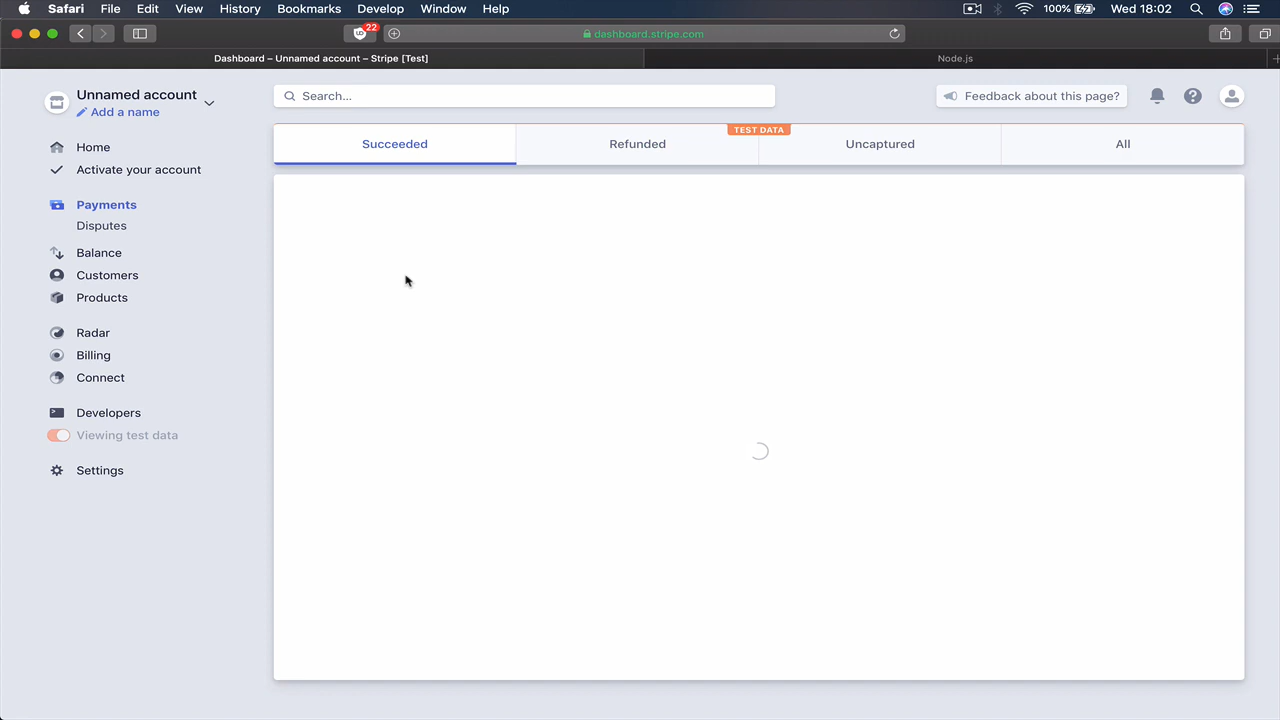 Safari File Edit View History Bookmarks Develop Window Help 100% Wed 18:02
22 dashboard.stripe.com
Dashboard – Unnamed account – Stripe [Test] Node.js
Unnamed account
Add a name
Search...
Feedback about this page?
TEST DATA
Succeeded Refunded Uncaptured All
Home
Activate your account
Payments
Disputes
Balance
Customers
Products
Radar
Billing
Connect
Developers
Viewing test data
Settings